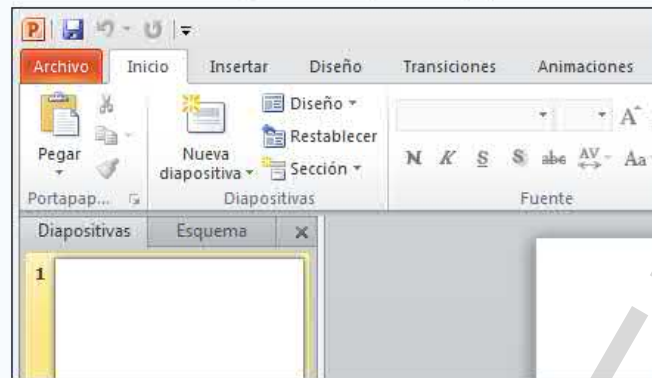 P
Archivo Inicio Insertar Diseño Transiciones Animaciones
Pegar
Nueva diapositiva
Diseño
Restablecer
Sección
N K S S abc AV Aa A
Portapap... Diapositivas Fuente
Diapositivas Esquema
1